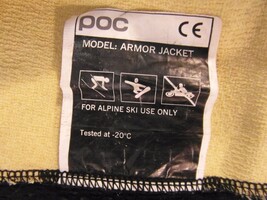 poc
CE
MODEL: ARMOR JACKET
FOR ALPINE SKI USE ONLY
Tested at -20°C